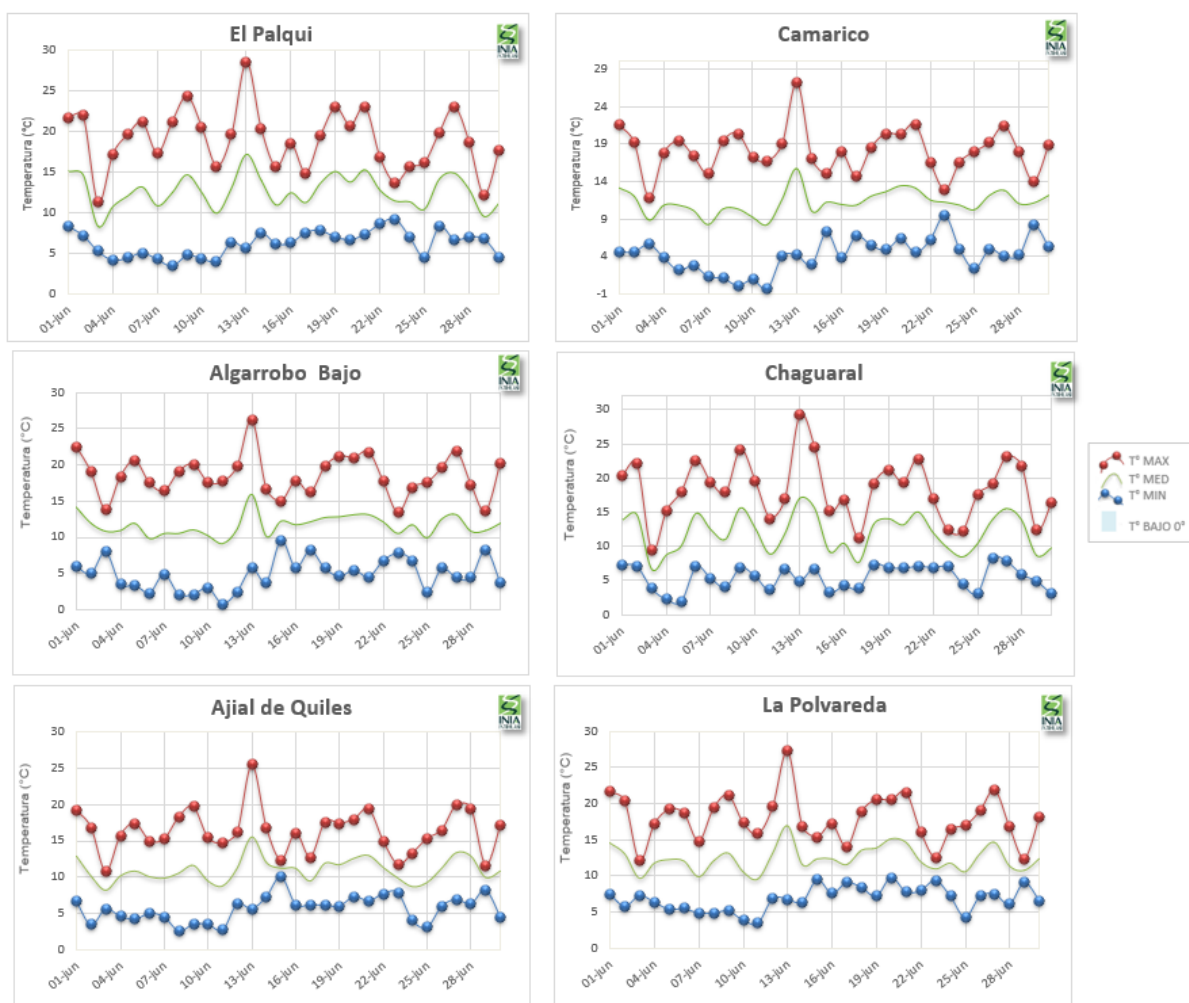 El Palqui
INIA
Temperatura (°C)
30
25
20
15
10
5
0
01-jun
04-jun
07-jun
10-jun
13-jun
16-jun
19-jun
22-jun
25-jun
28-jun
Camarico
INIA
Temperatura (°C)
29
24
19
14
9
4
-1
01-jun
04-jun
07-jun
10-jun
13-jun
16-jun
19-jun
22-jun
25-jun
28-jun
Algarrobo Bajo
INIA
Temperatura (°C)
30
25
20
15
10
5
0
01-jun
04-jun
07-jun
10-jun
13-jun
16-jun
19-jun
22-jun
25-jun
28-jun
Chaguaral
INIA
Temperatura (°C)
30
25
20
15
10
5
0
01-jun
04-jun
07-jun
10-jun
13-jun
16-jun
19-jun
22-jun
25-jun
28-jun
T° MAX
T° MED
T° MIN
T° BAJO 0°
Ajial de Quiles
INIA
Temperatura (°C)
30
25
20
15
10
5
0
01-jun
04-jun
07-jun
10-jun
13-jun
16-jun
19-jun
22-jun
25-jun
28-jun
La Polvareda
INIA
Temperatura (°C)
30
25
20
15
10
5
0
01-jun
04-jun
07-jun
10-jun
13-jun
16-jun
19-jun
22-jun
25-jun
28-jun